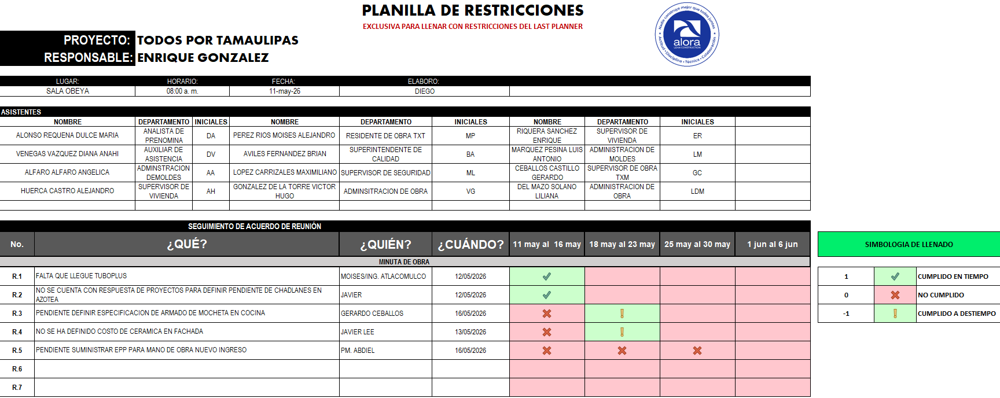 PLANILLA DE RESTRICCIONES
EXCLUSIVA PARA LLENAR CON RESTRICCIONES DEL LAST PLANNER
Nadie construye mejor que todos juntos
alora
LEAN CONSTRUCTION
Actitud • Disciplina • Técnica • Colaboración
PROYECTO: TODOS POR TAMAULIPAS
RESPONSABLE: ENRIQUE GONZALEZ
LUGAR: HORARIO: FECHA: ELABORO:
SALA OBEYA 08:00 a. m. 11-may-26 DIEGO
ASISTENTES
NOMBRE DEPARTAMENTO INICIALES NOMBRE DEPARTAMENTO INICIALES NOMBRE DEPARTAMENTO INICIALES
ALONSO REQUENA DULCE MARIA ANALISTA DE PRENOMINA DA PEREZ RIOS MOISES ALEJANDRO RESIDENTE DE OBRA TXT MP RIQUERA SANCHEZ ENRIQUE SUPERVISOR DE VIVIENDA ER
VENEGAS VAZQUEZ DIANA ANAHI AUXILIAR DE ASISTENCIA DV AVILES FERNANDEZ BRIAN SUPERINTENDENTE DE CALIDAD BA MARQUEZ PESINA LUIS ANTONIO ADMINISTRACION DE MOLDES LM
ALFARO ALFARO ANGELICA ADMINSTRACION DEMOLDES AA LOPEZ CARRIZALES MAXIMILIANO SUPERVISOR DE SEGURIDAD ML CEBALLOS CASTILLO GERARDO SUPERVISOR DE OBRA TXM GC
HUERCA CASTRO ALEJANDRO SUPERVISOR DE VIVIENDA AH GONZALEZ DE LA TORRE VICTOR HUGO ADMINSITRACION DE OBRA VG DEL MAZO SOLANO LILIANA ADMINISTRACION DE OBRA LDM
SEGUIMIENTO DE ACUERDO DE REUNIÓN
No. ¿QUÉ? ¿QUIÉN? ¿CUÁNDO? 11 may al 16 may 18 may al 23 may 25 may al 30 may 1 jun al 6 jun
MINUTA DE OBRA
R.1 FALTA QUE LLEGUE TUBOPLUS MOISES/ING. ATLACOMULCO 12/05/2026
R.2 NO SE CUENTA CON RESPUESTA DE PROYECTOS PARA DEFINIR PENDIENTE DE CHADLANES EN AZOTEA JAVIER 12/05/2026
R.3 PENDIENTE DEFINIR ESPECIFICACION DE ARMADO DE MOCHETA EN COCINA GERARDO CEBALLOS 16/05/2026
R.4 NO SE HA DEFINIDO COSTO DE CERAMICA EN FACHADA JAVIER LEE 13/05/2026
R.5 PENDIENTE SUMINISTRAR EPP PARA MANO DE OBRA NUEVO INGRESO PM. ABDIEL 16/05/2026
R.6
R.7
SIMBOLOGIA DE LLENADO
1 CUMPLIDO EN TIEMPO
0 NO CUMPLIDO
-1 CUMPLIDO A DESTIEMPO